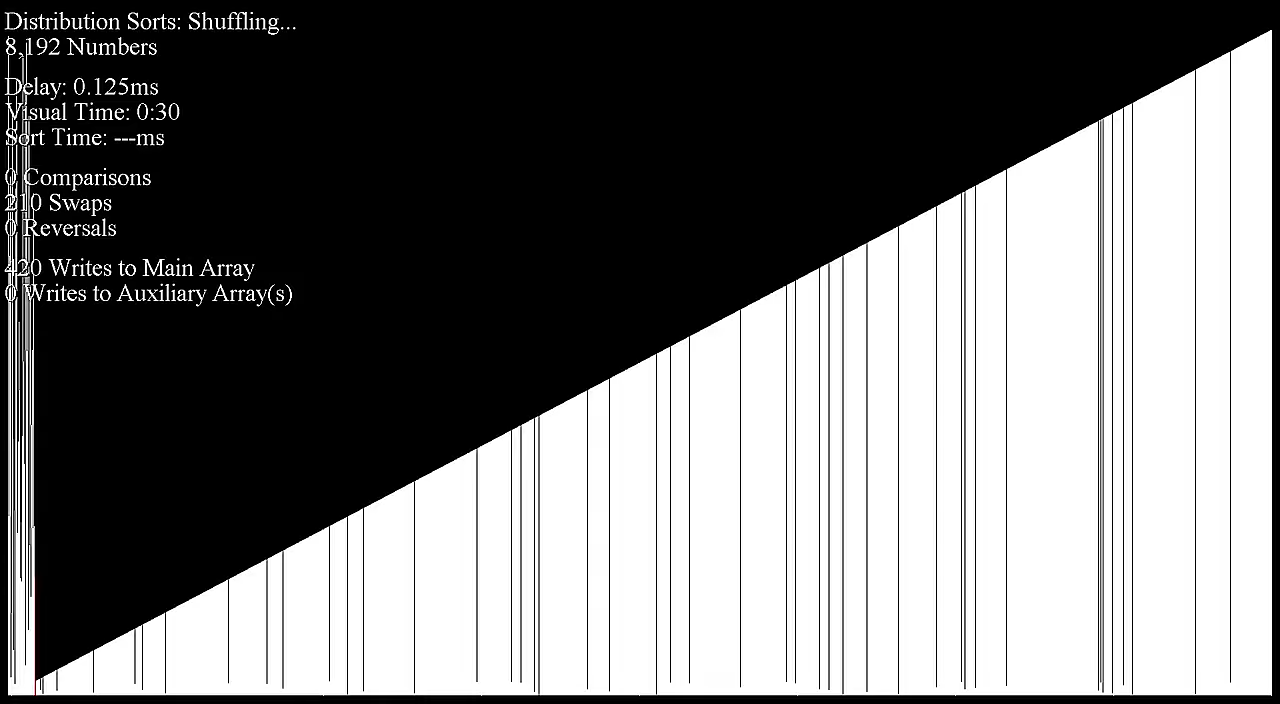 Distribution Sorts: Shuffling...
8,192 Numbers
Delay: 0.125ms
Visual Time: 0:30
Sort Time: ---ms
0 Comparisons
210 Swaps
0 Reversals
420 Writes to Main Array
0 Writes to Auxiliary Array(s)